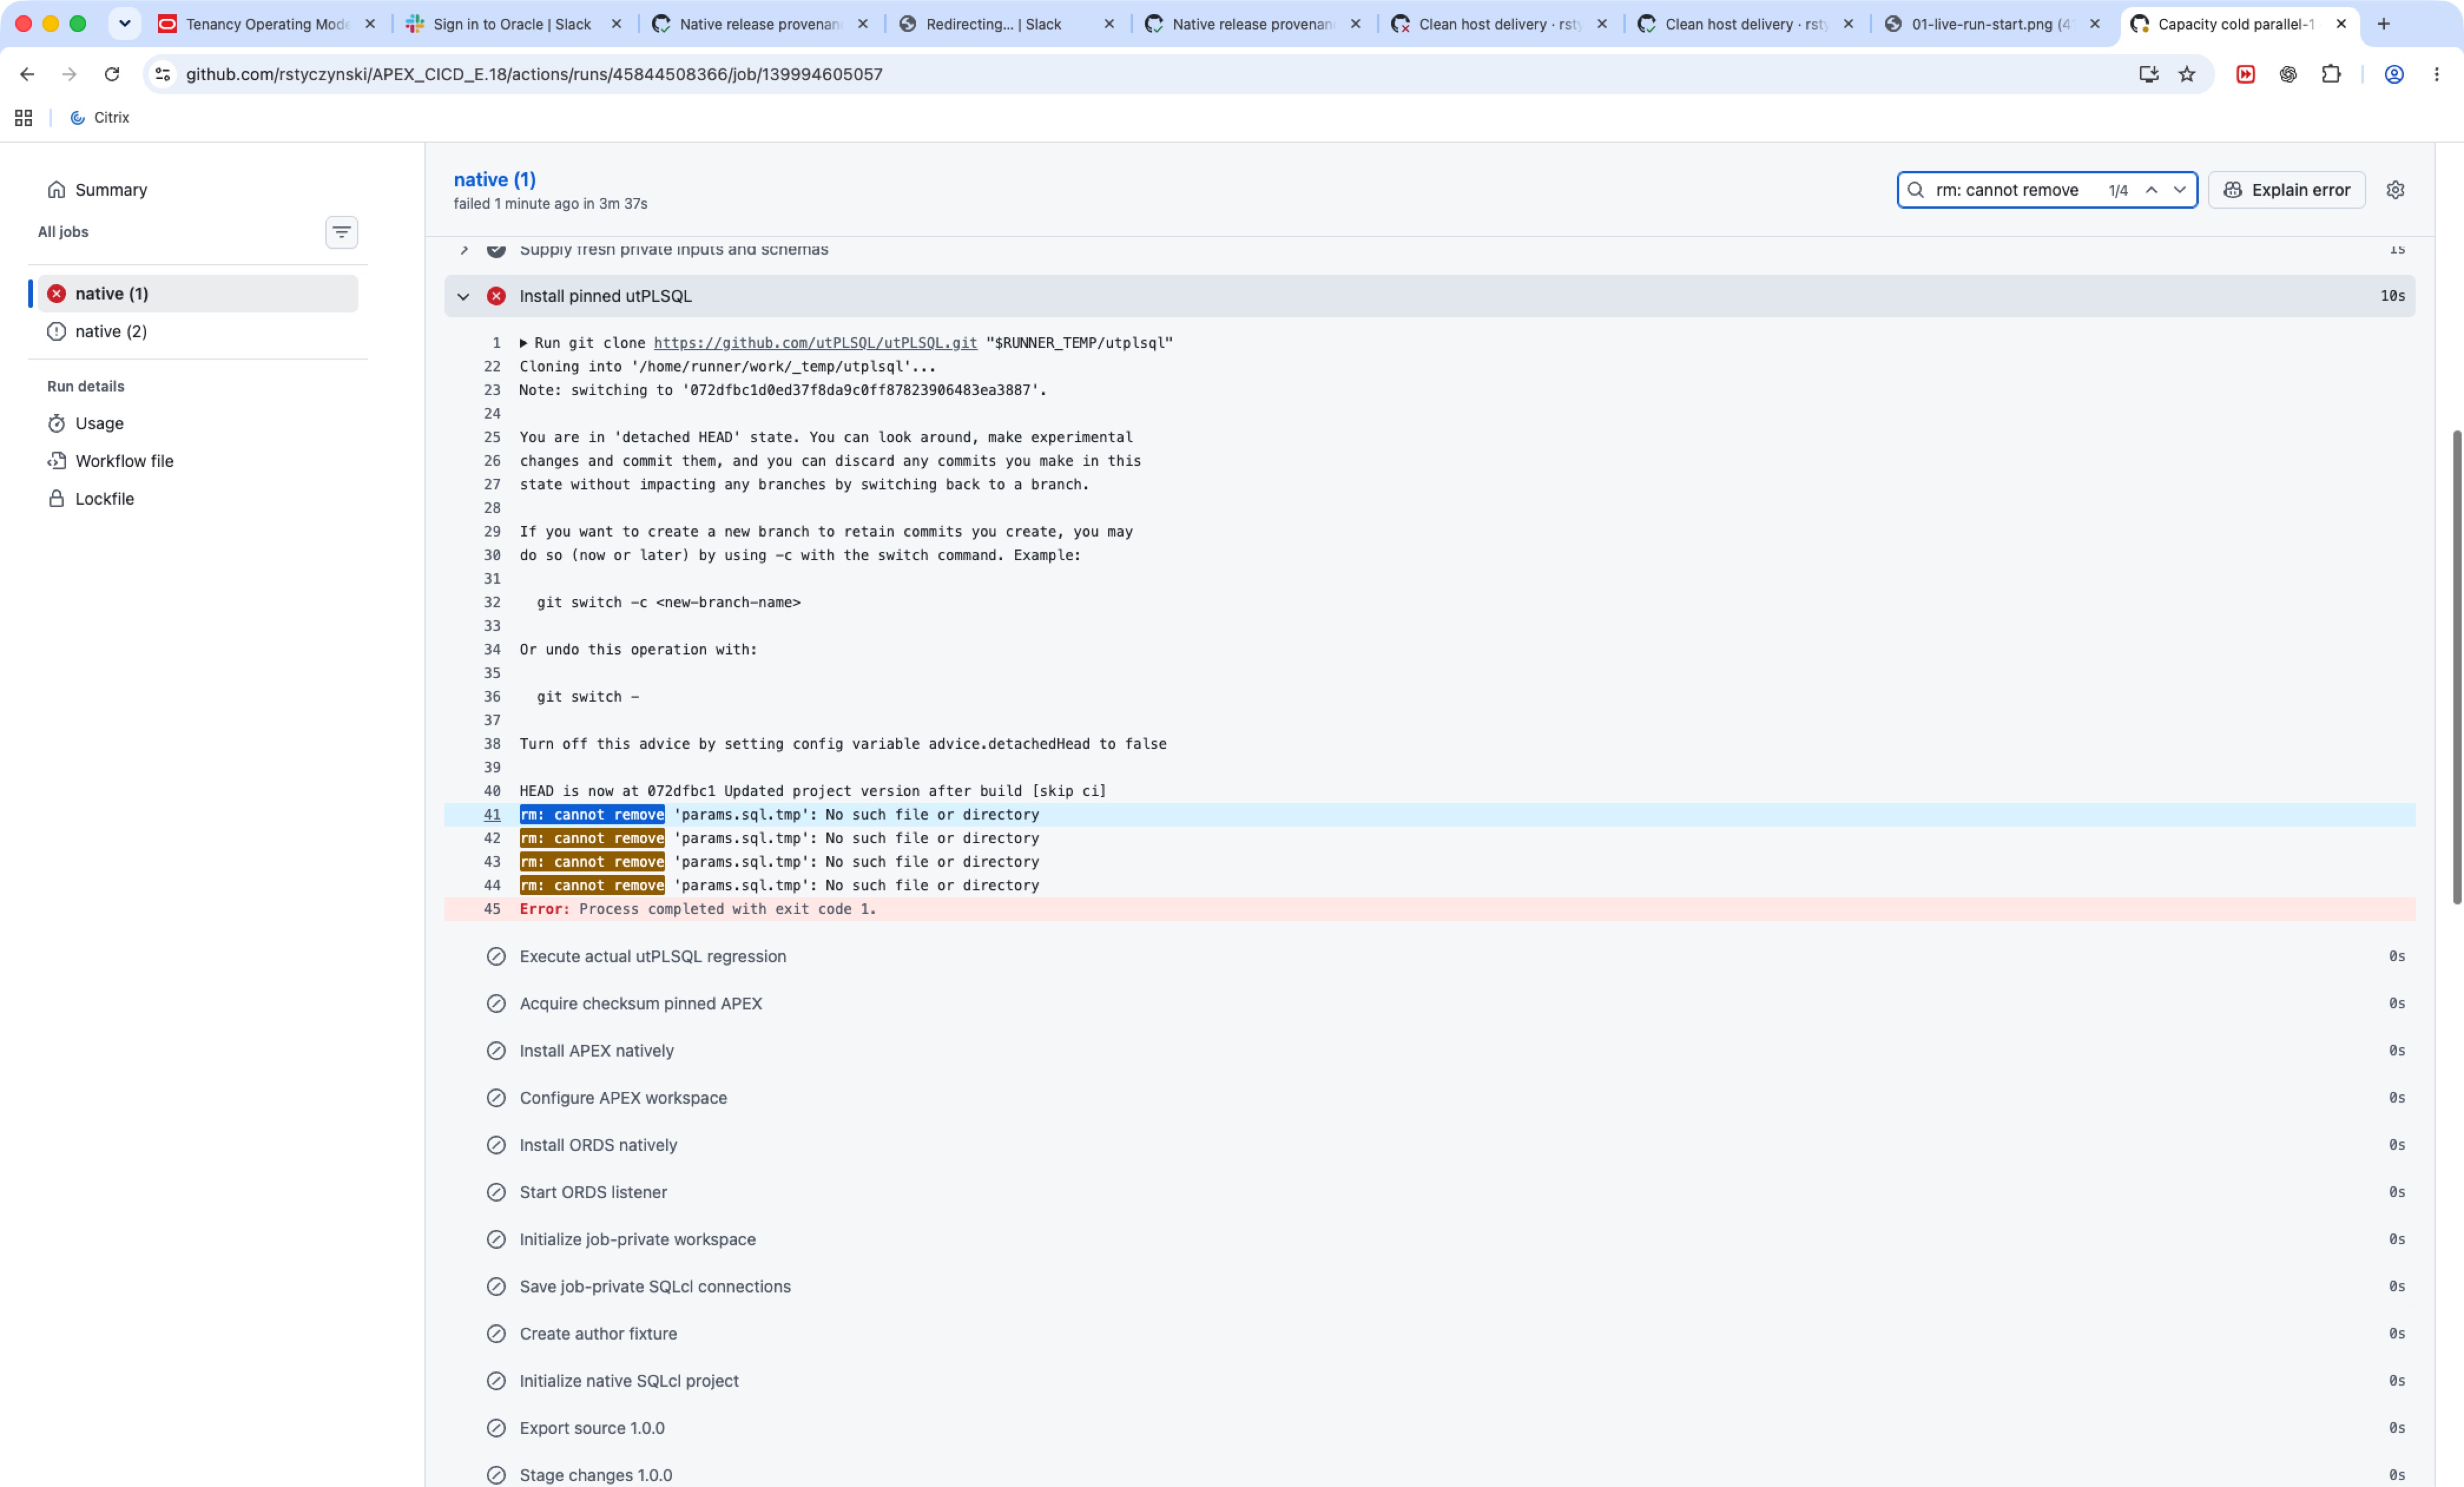 Tenancy Operating Mode
Sign in to Oracle | Slack
Native release provenan
Redirecting... | Slack
Native release provenan
Clean host delivery · rsty
Clean host delivery · rsty
01-live-run-start.png (4
Capacity cold parallel-1
github.com/rstyczynski/APEX_CICD_E.18/actions/runs/45844508366/job/139994605057
Citrix
Summary
All jobs
native (1)
native (2)
Run details
Usage
Workflow file
Lockfile
native (1)
failed 1 minute ago in 3m 37s
rm: cannot remove 1/4
Explain error
Supply fresh private inputs and schemas 1s
Install pinned utPLSQL 10s
1 Run git clone https://github.com/utPLSQL/utPLSQL.git "$RUNNER_TEMP/utplsql"
22 Cloning into '/home/runner/work/_temp/utplsql'...
23 Note: switching to '072dfbc1d0ed37f8da9c0ff87823906483ea3887'.
24
25 You are in 'detached HEAD' state. You can look around, make experimental
26 changes and commit them, and you can discard any commits you make in this
27 state without impacting any branches by switching back to a branch.
28
29 If you want to create a new branch to retain commits you create, you may
30 do so (now or later) by using -c with the switch command. Example:
31
32 git switch -c <new-branch-name>
33
34 Or undo this operation with:
35
36 git switch -
37
38 Turn off this advice by setting config variable advice.detachedHead to false
39
40 HEAD is now at 072dfbc1 Updated project version after build [skip ci]
41 rm: cannot remove 'params.sql.tmp': No such file or directory
42 rm: cannot remove 'params.sql.tmp': No such file or directory
43 rm: cannot remove 'params.sql.tmp': No such file or directory
44 rm: cannot remove 'params.sql.tmp': No such file or directory
45 Error: Process completed with exit code 1.
Execute actual utPLSQL regression 0s
Acquire checksum pinned APEX 0s
Install APEX natively 0s
Configure APEX workspace 0s
Install ORDS natively 0s
Start ORDS listener 0s
Initialize job-private workspace 0s
Save job-private SQLcl connections 0s
Create author fixture 0s
Initialize native SQLcl project 0s
Export source 1.0.0 0s
Stage changes 1.0.0 0s